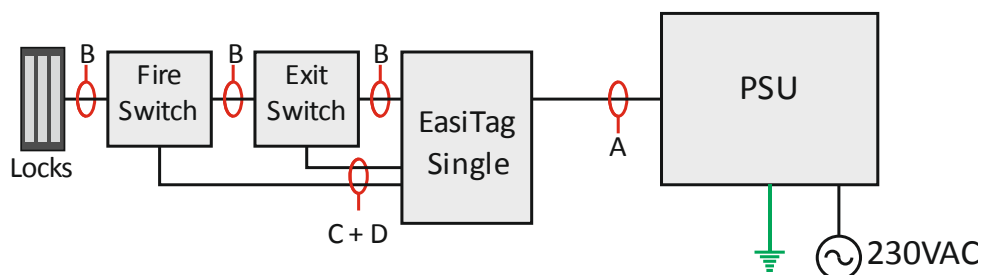 B
B
B
Fire
Switch
Exit
Switch
EasiTag
Single
PSU
A
Locks
C + D
230VAC